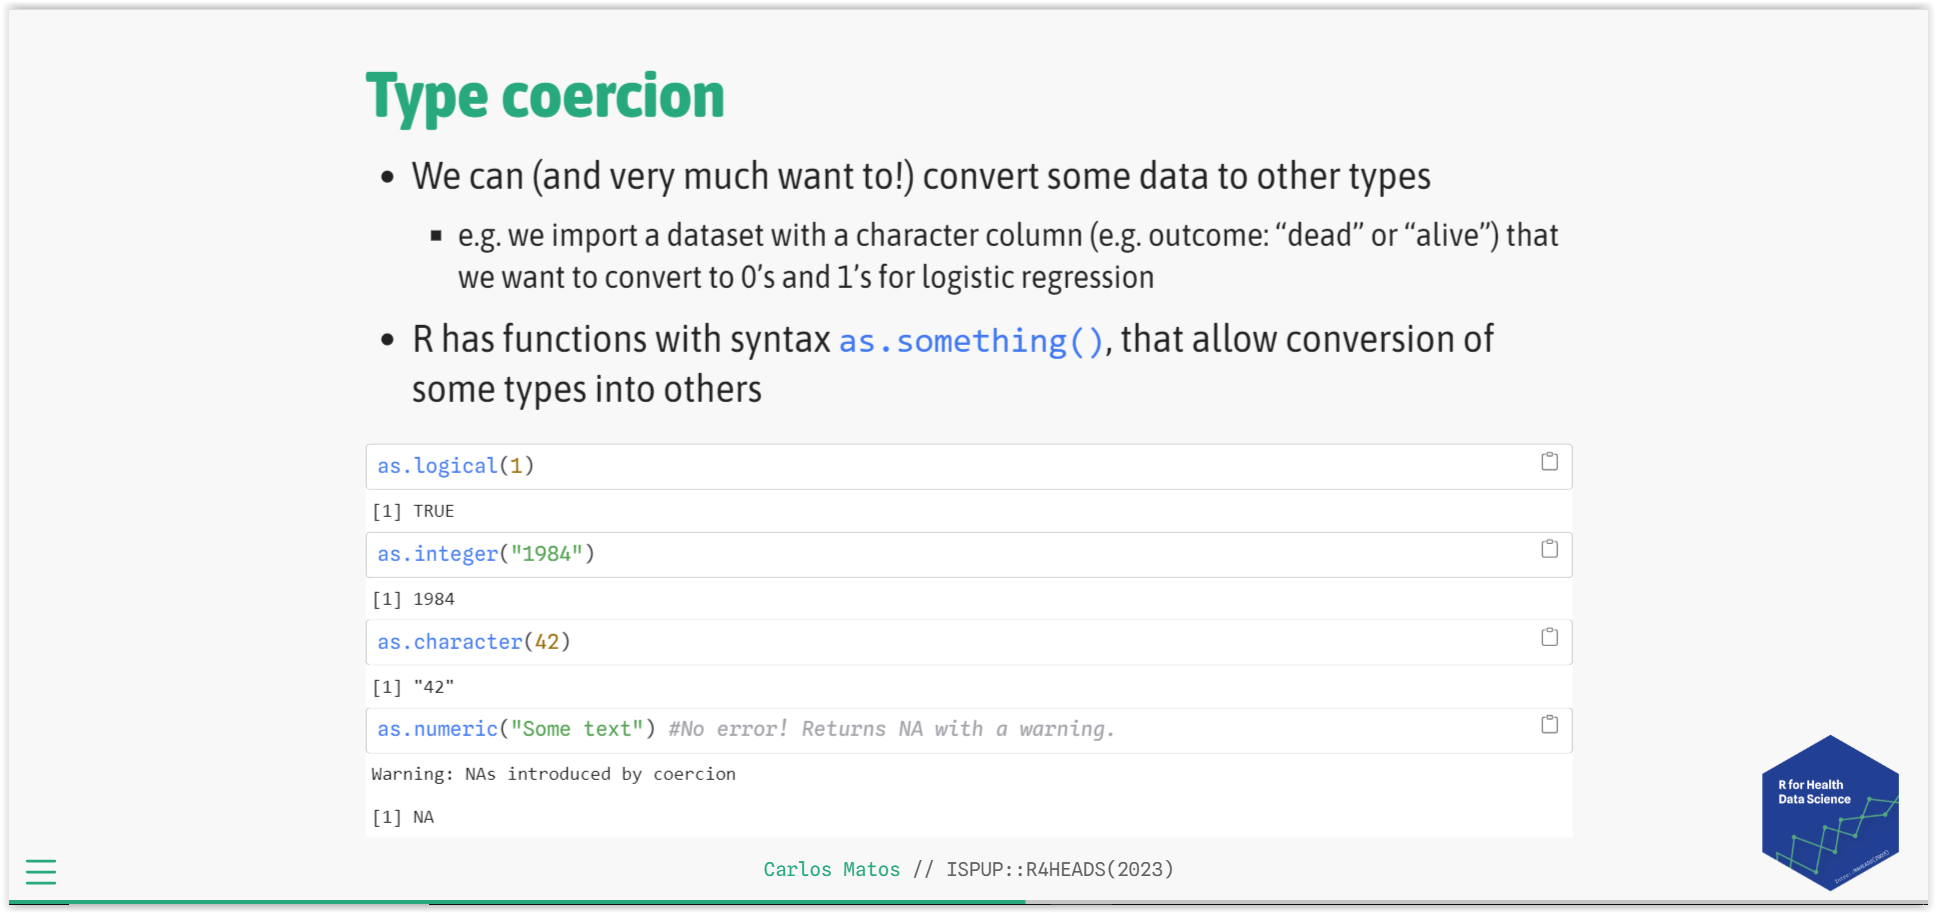 Type coercion
We can (and very much want to!) convert some data to other types
e.g. we import a dataset with a character column (e.g. outcome: “dead” or “alive”) that
we want to convert to 0’s and 1’s for logistic regression
R has functions with syntax as.something(), that allow conversion of
some types into others
as.logical(1)
[1] TRUE
as.integer("1984")
[1] 1984
as.character(42)
[1] "42"
as.numeric("Some text") #No error! Returns NA with a warning.
Warning: NAs introduced by coercion
[1] NA
R for Health
Data Science
Carlos Matos // ISPUP::R4HEADS(2023)